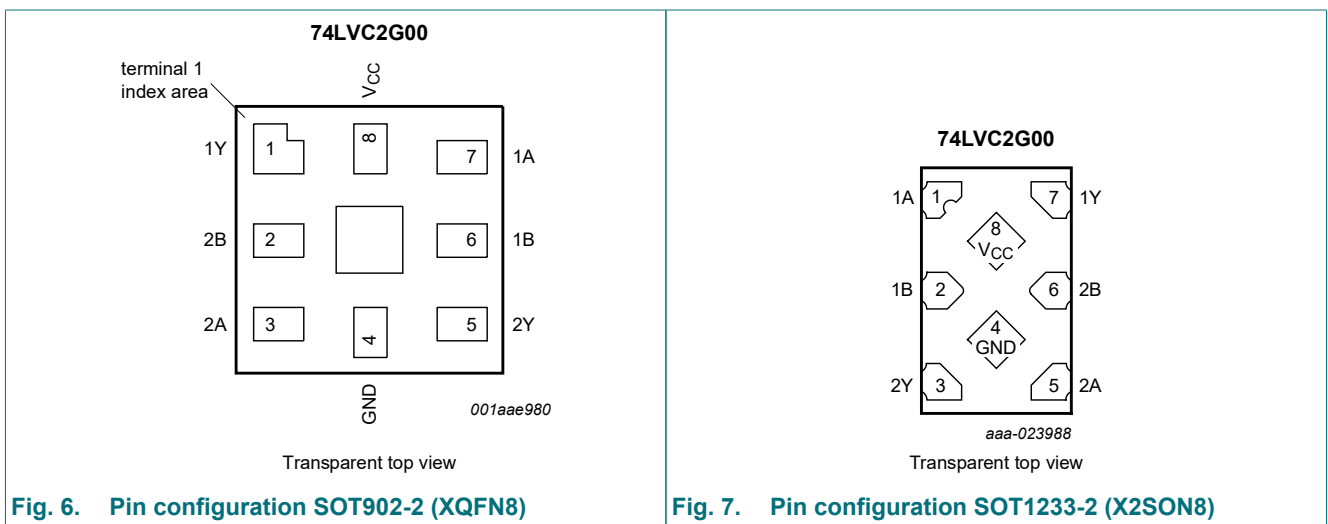 74LVC2G00
terminal 1
index area
VCC
1Y
1
8
7
1A
2B
2
6
1B
2A
3
4
5
2Y
GND
001aae980
Transparent top view
Fig. 6. Pin configuration SOT902-2 (XQFN8)
74LVC2G00
1A
1
7
1Y
8
VCC
1B
2
6
2B
4
GND
2Y
3
5
2A
aaa-023988
Transparent top view
Fig. 7. Pin configuration SOT1233-2 (X2SON8)